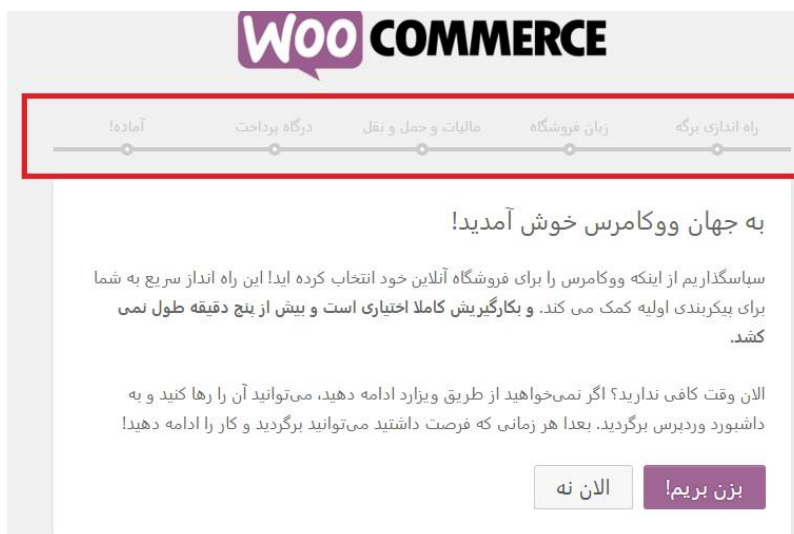 WOO COMMERCE
راه اندازی برگه
زبان فروشگاه
مالیات و حمل و نقل
درگاه پرداخت
آماده!
به جهان ووکامرس خوش آمدید!
سپاسگذاریم از اینکه ووکامرس را برای فروشگاه آنلاین خود انتخاب کرده اید! این راه انداز سریع به شما
برای پیکربندی اولیه کمک می کند. و بکارگیریش کاملا اختیاری است و بیش از پنج دقیقه طول نمی
کشد.
الان وقت کافی ندارید؟ اگر نمی‌خواهید از طریق ویزارد ادامه دهید، می‌توانید آن را رها کنید و به
داشبورد وردپرس برگردید. بعدا هر زمانی که فرصت داشتید می‌توانید برگردید و کار را ادامه دهید!
بزن بریم!
الان نه